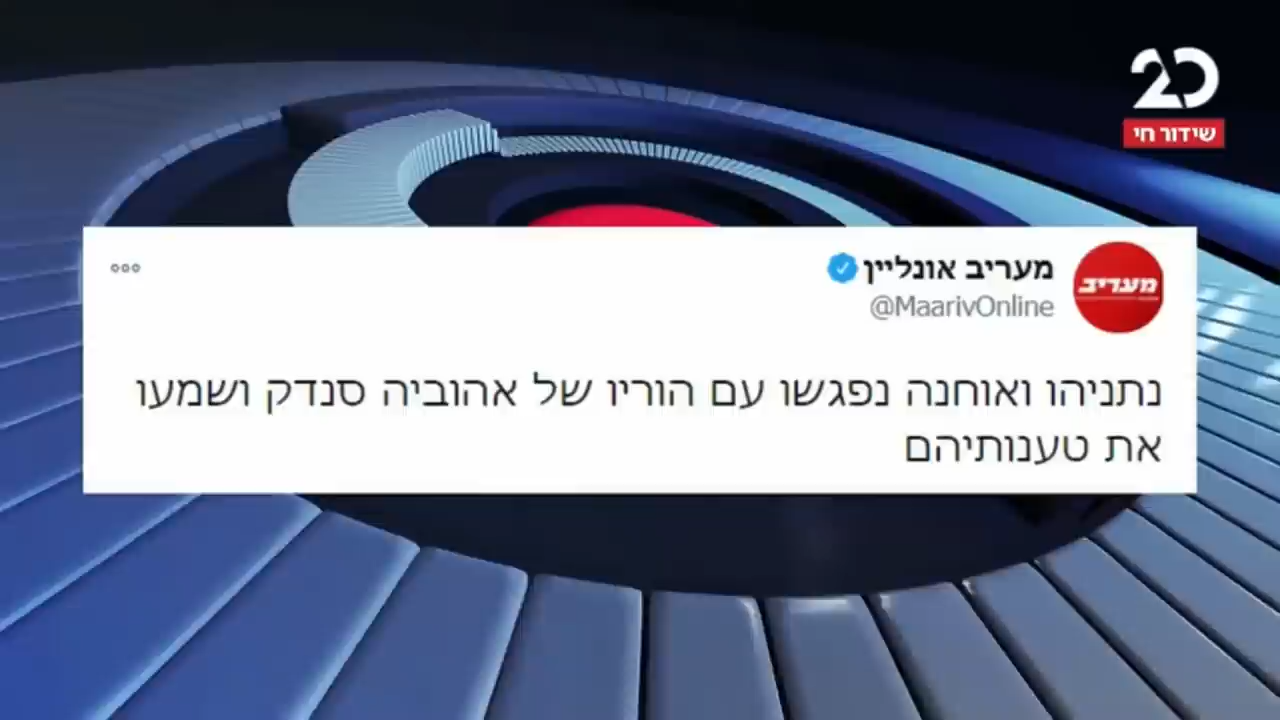 20
שידור חי
מעריב אונליין
@MaarivOnline
מעריב
נתניהו ואוחנה נפגשו עם הוריו של אהוביה סנדק ושמעו
את טענותיהם